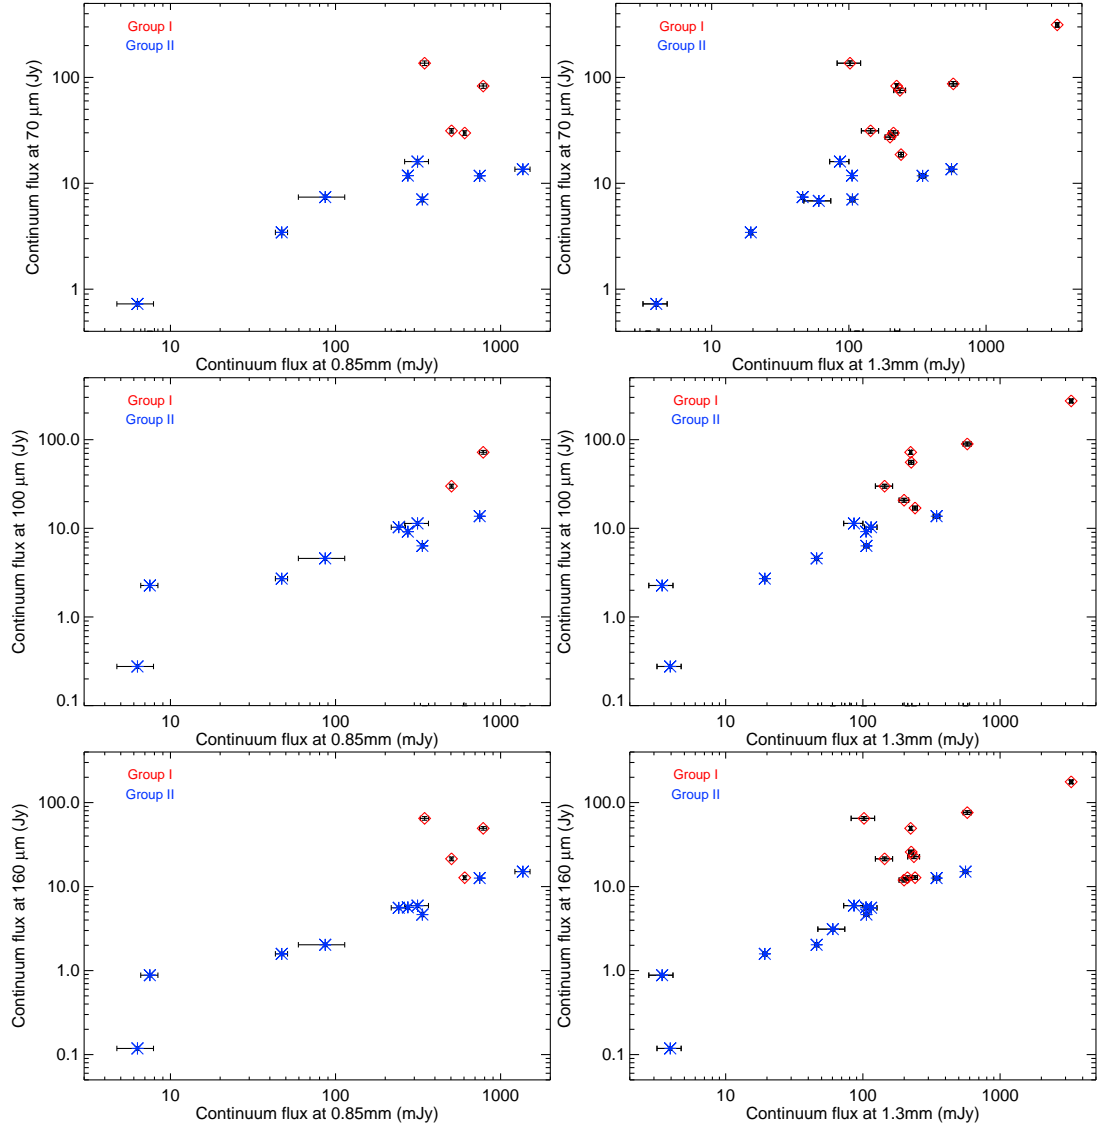 Group I
Group II
100
10
1
Continuum flux at 70 μm (Jy)
10
100
1000
Continuum flux at 0.85mm (mJy)
Group I
Group II
100
10
1
Continuum flux at 70 μm (Jy)
10
100
1000
Continuum flux at 1.3mm (mJy)
Group I
Group II
100.0
10.0
1.0
0.1
Continuum flux at 100 μm (Jy)
10
100
1000
Continuum flux at 0.85mm (mJy)
Group I
Group II
100.0
10.0
1.0
0.1
Continuum flux at 100 μm (Jy)
10
100
1000
Continuum flux at 1.3mm (mJy)
Group I
Group II
100.0
10.0
1.0
0.1
Continuum flux at 160 μm (Jy)
10
100
1000
Continuum flux at 0.85mm (mJy)
Group I
Group II
100.0
10.0
1.0
0.1
Continuum flux at 160 μm (Jy)
10
100
1000
Continuum flux at 1.3mm (mJy)